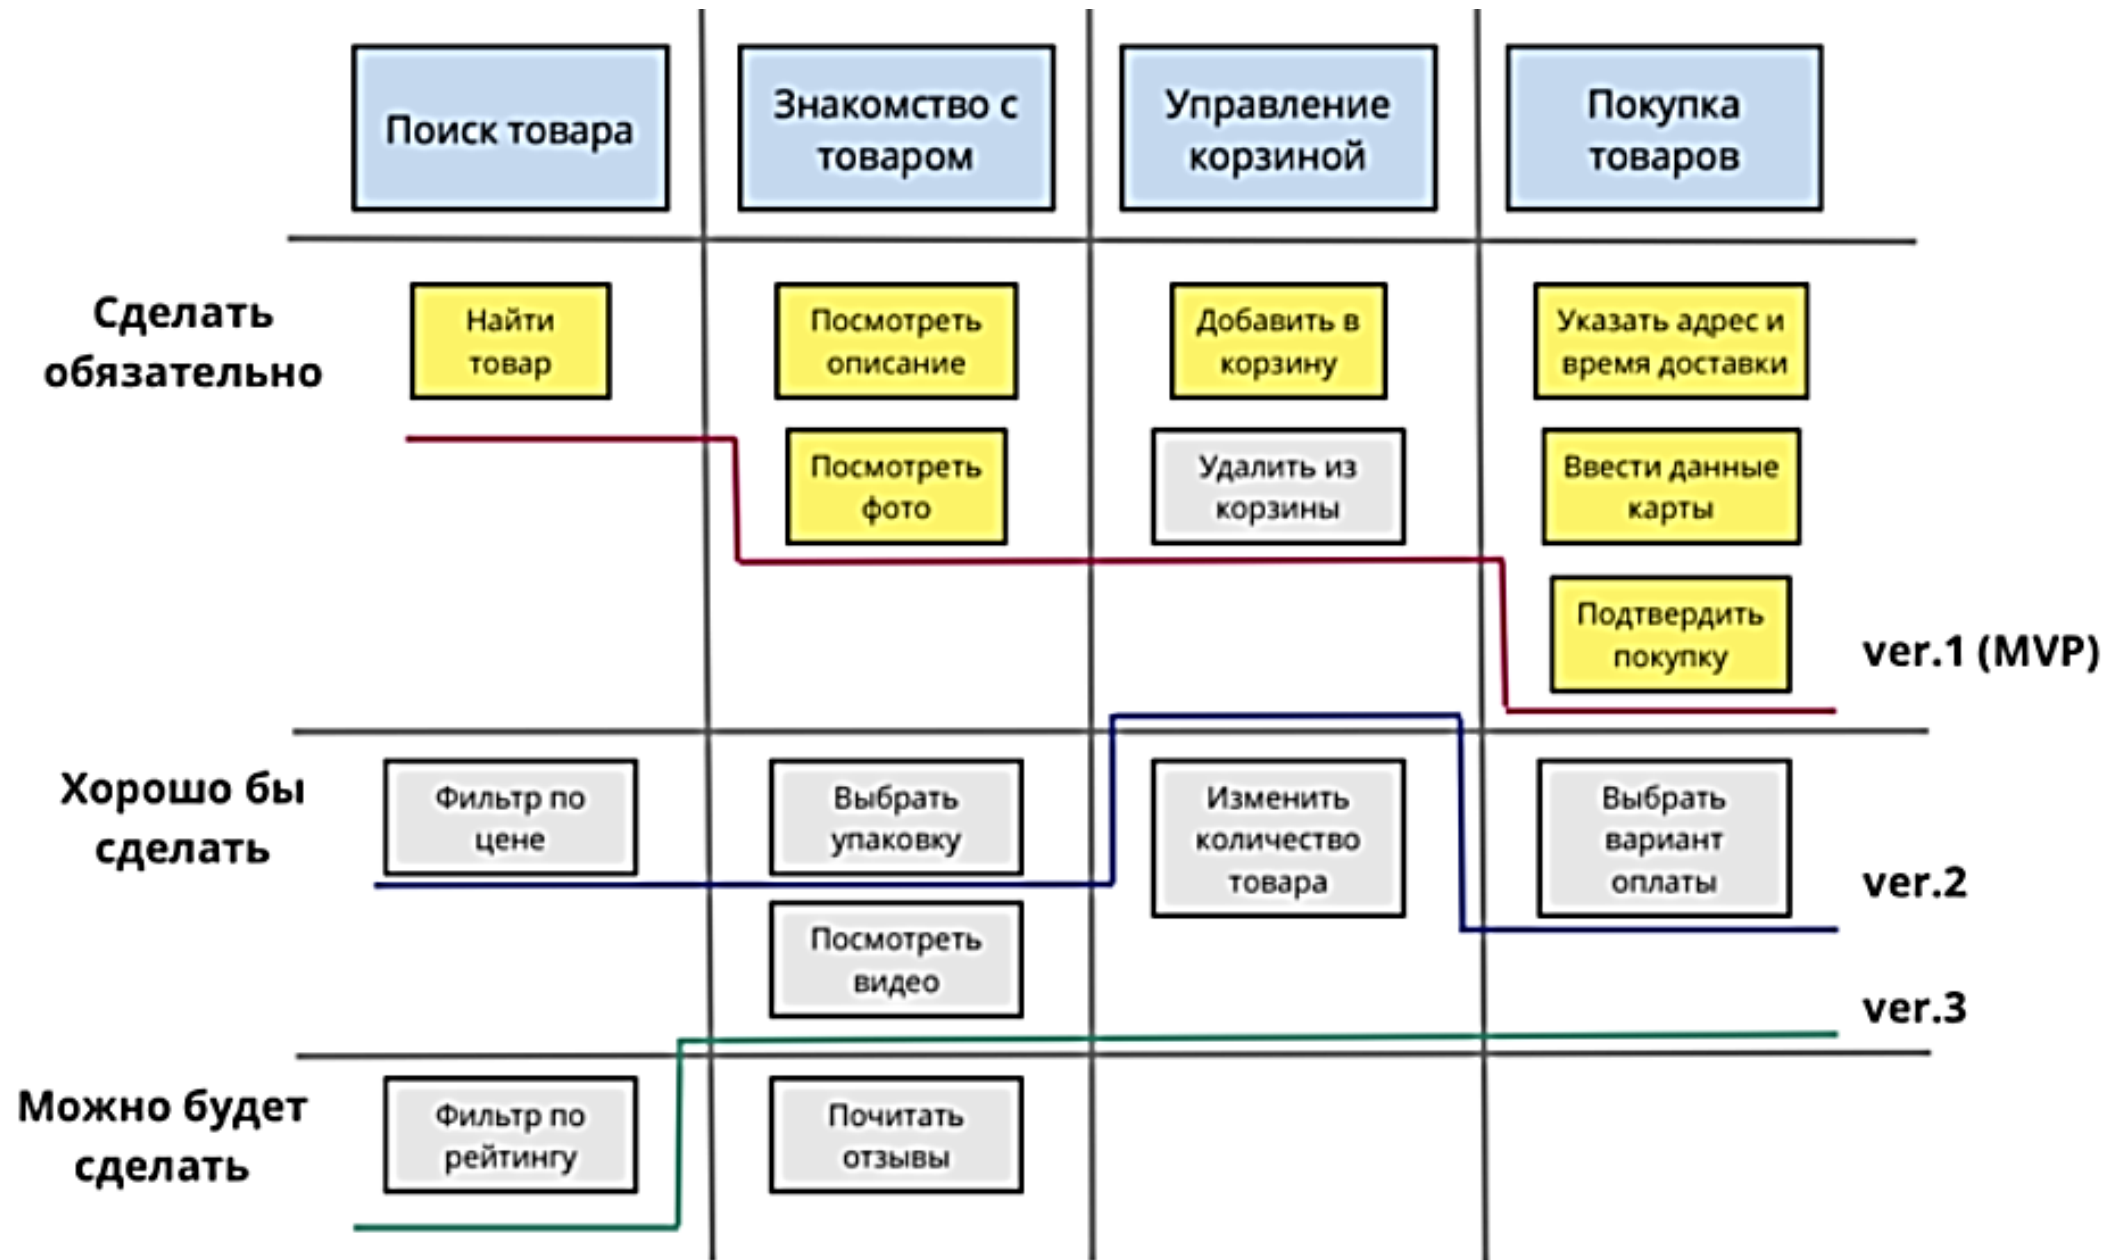 Поиск товара
Знакомство с
товаром
Управление
корзиной
Покупка
товаров
Сделать
обязательно
Найти
товар
Посмотреть
описание
Добавить в
корзину
Указать адрес и
время доставки
Посмотреть
фото
Удалить из
корзины
Ввести данные
карты
Подтвердить
покупку
ver.1 (MVP)
Хорошо бы
сделать
Фильтр по
цене
Выбрать
упаковку
Изменить
количество
товара
Выбрать
вариант
оплаты
ver.2
Посмотреть
видео
ver.3
Можно будет
сделать
Фильтр по
рейтингу
Почитать
отзывы